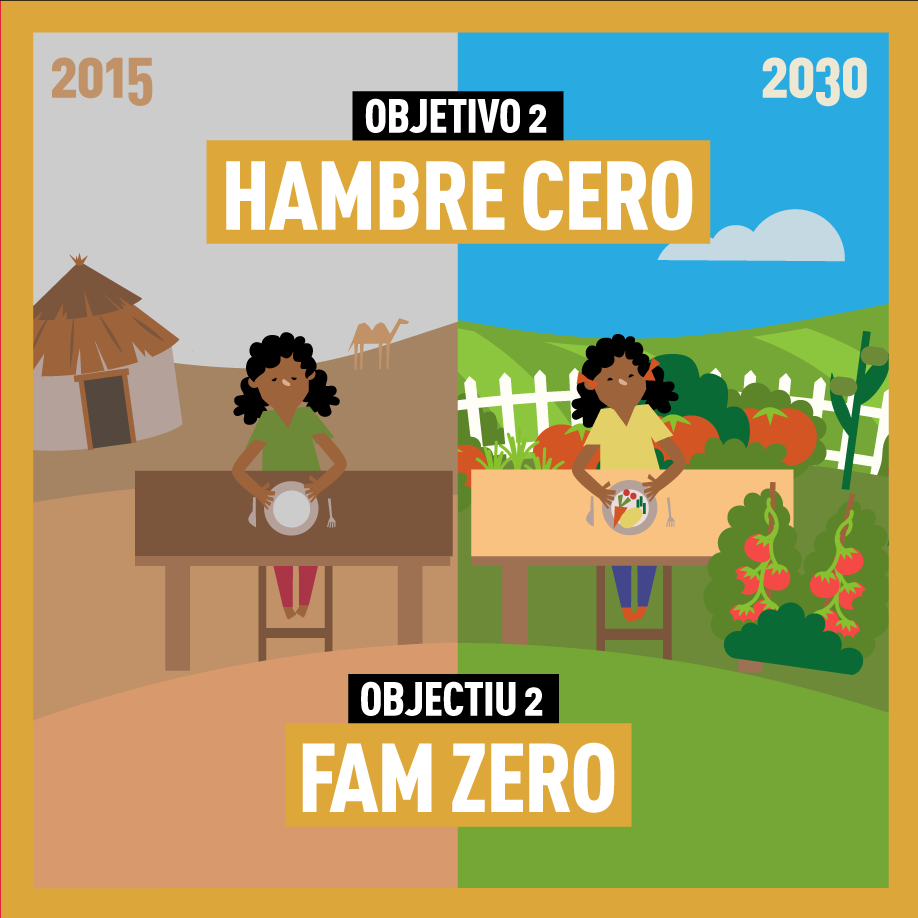 2015
2030
OBJETIVO 2
HAMBRE CERO
OBJECTIU 2
FAM ZERO